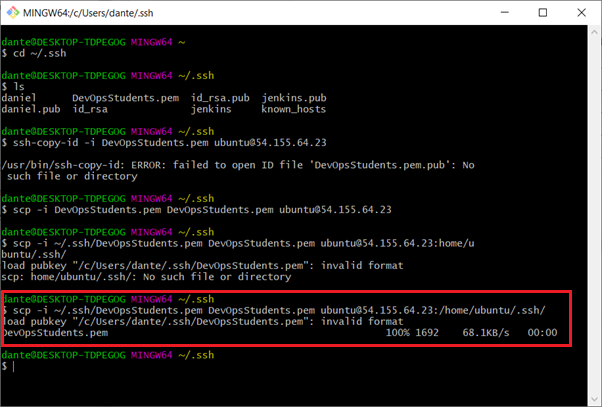 MINGW64:/c/Users/dante/.ssh
dante@DESKTOP-TDPEGOG MINGW64 ~
$ cd ~/.ssh
dante@DESKTOP-TDPEGOG MINGW64 ~/.ssh
$ ls
daniel      DevOpsStudents.pem  id_rsa.pub  jenkins.pub
daniel.pub  id_rsa              jenkins     known_hosts
dante@DESKTOP-TDPEGOG MINGW64 ~/.ssh
$ ssh-copy-id -i DevOpsStudents.pem ubuntu@54.155.64.23
/usr/bin/ssh-copy-id: ERROR: failed to open ID file 'DevOpsStudents.pem.pub': No
 such file or directory
dante@DESKTOP-TDPEGOG MINGW64 ~/.ssh
$ scp -i DevOpsStudents.pem DevOpsStudents.pem ubuntu@54.155.64.23
dante@DESKTOP-TDPEGOG MINGW64 ~/.ssh
$ scp -i ~/.ssh/DevOpsStudents.pem DevOpsStudents.pem ubuntu@54.155.64.23:home/u
buntu/.ssh/
load pubkey "/c/Users/dante/.ssh/DevOpsStudents.pem": invalid format
scp: home/ubuntu/.ssh/: No such file or directory
dante@DESKTOP-TDPEGOG MINGW64 ~/.ssh
$ scp -i ~/.ssh/DevOpsStudents.pem DevOpsStudents.pem ubuntu@54.155.64.23:/home/ubuntu/.ssh/
load pubkey "/c/Users/dante/.ssh/DevOpsStudents.pem": invalid format
DevOpsStudents.pem                              100% 1692    68.1KB/s   00:00
dante@DESKTOP-TDPEGOG MINGW64 ~/.ssh
$